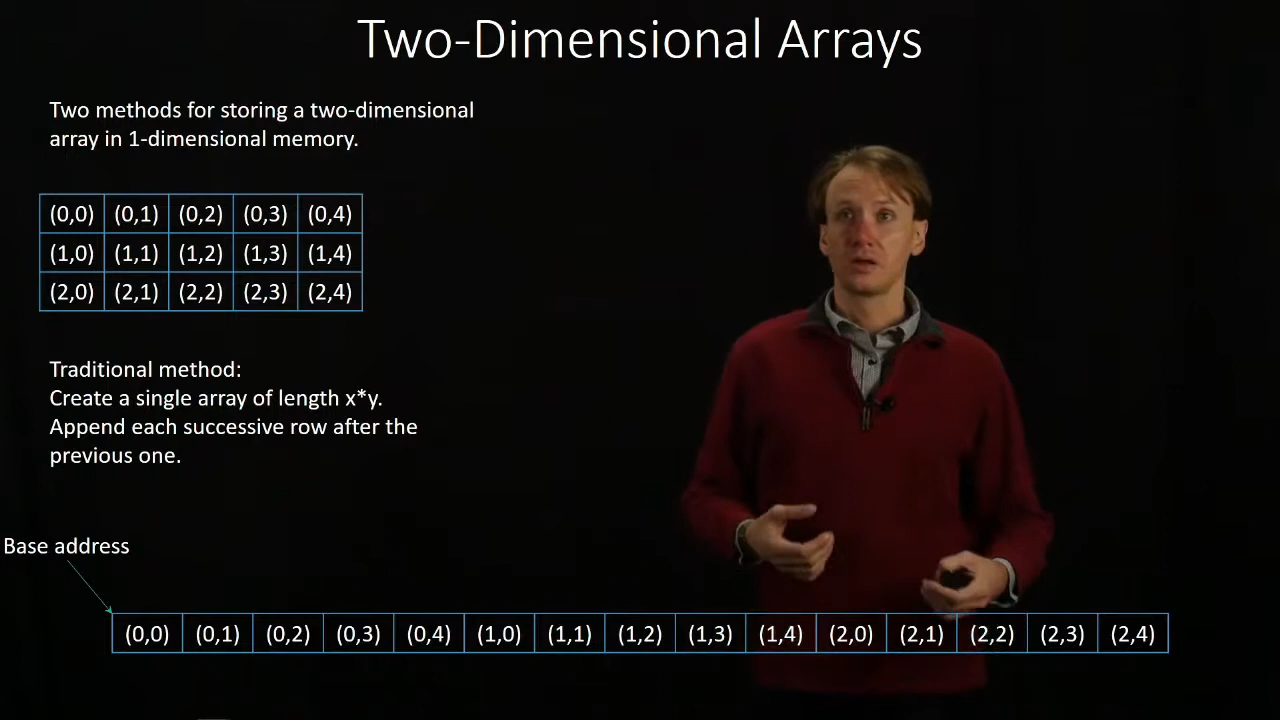 Two-Dimensional Arrays
Two methods for storing a two-dimensional
array in 1-dimensional memory.
(0,0) (0,1) (0,2) (0,3) (0,4)
(1,0) (1,1) (1,2) (1,3) (1,4)
(2,0) (2,1) (2,2) (2,3) (2,4)
Traditional method:
Create a single array of length x*y.
Append each successive row after the
previous one.
Base address
(0,0) (0,1) (0,2) (0,3) (0,4) (1,0) (1,1) (1,2) (1,3) (1,4) (2,0) (2,1) (2,2) (2,3) (2,4)